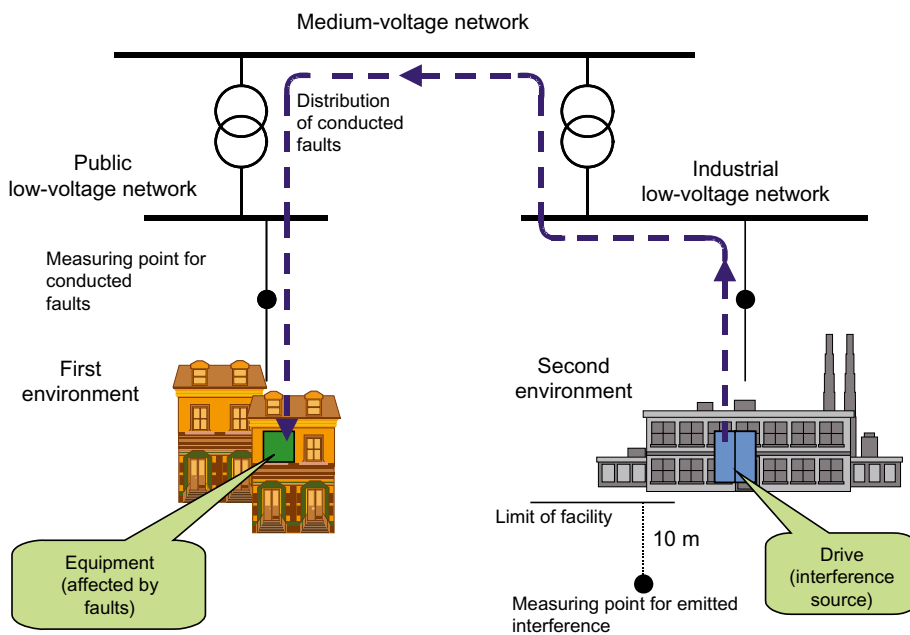 Medium-voltage network
Distribution
of conducted
faults
Public
low-voltage network
Industrial
low-voltage network
Measuring point for
conducted
faults
First
environment
Second
environment
Limit of facility
10 m
Equipment
(affected by
faults)
Drive
(interference
source)
Measuring point for emitted
interference